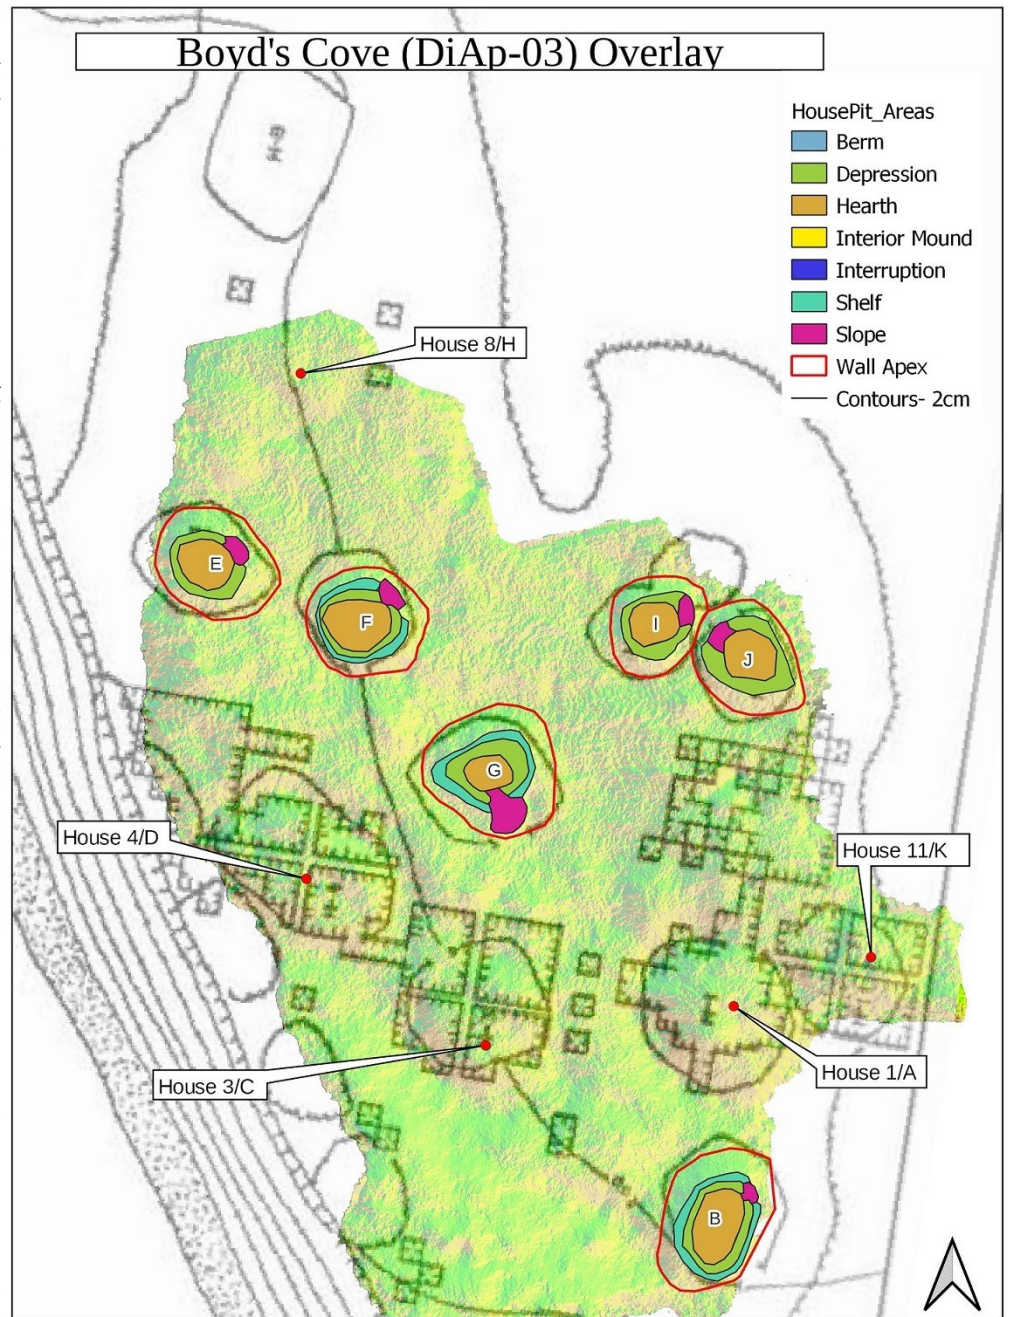 Boyd's Cove (DiAp-03) Overlay
HousePit_Areas
Berm
Depression
Hearth
Interior Mound
Interruption
Shelf
Slope
Wall Apex
Contours- 2cm
H-9
House 8/H
E
F
I
J
G
House 4/D
House 11/K
House 3/C
House 1/A
B